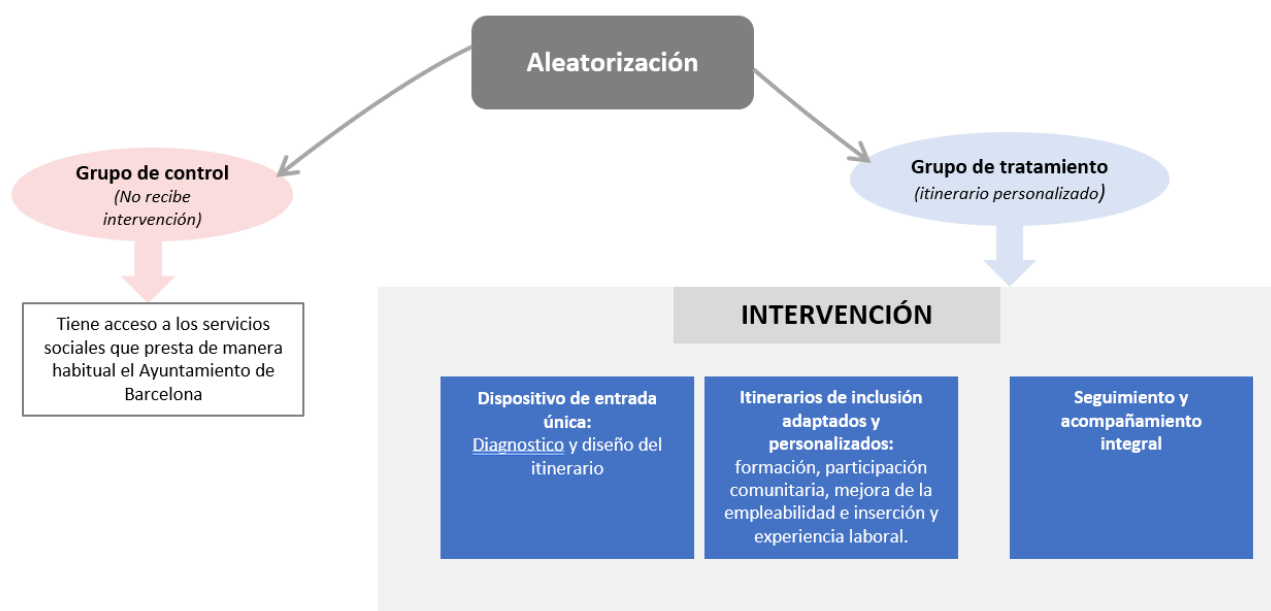 Aleatorización
Grupo de control
(No recibe
intervención)
Grupo de tratamiento
(itinerario personalizado)
Tiene acceso a los servicios
sociales que presta de manera
habitual el Ayuntamiento de
Barcelona
INTERVENCIÓN
Dispositivo de entrada
única:
Diagnostico y diseño del
itinerario
Itinerarios de inclusión
adaptados y
personalizados:
formación, participación
comunitaria, mejora de la
empleabilidad e inserción y
experiencia laboral.
Seguimiento y
acompañamiento
integral